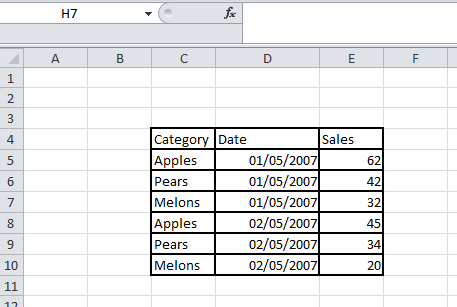 H7 fx
A B C D E F
1
2
3
4 Category Date Sales
5 Apples 01/05/2007 62
6 Pears 01/05/2007 42
7 Melons 01/05/2007 32
8 Apples 02/05/2007 45
9 Pears 02/05/2007 34
10 Melons 02/05/2007 20
11
12